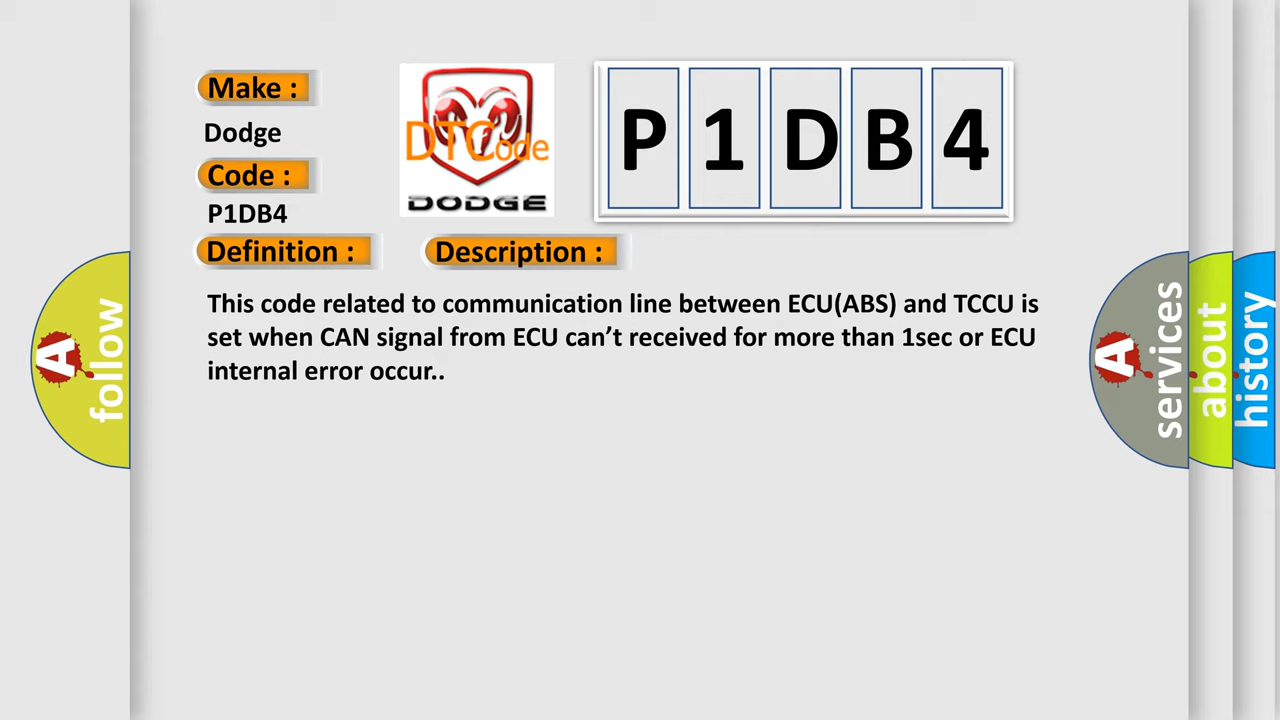 Make :
Dodge
Code :
P1DB4
Definition :
Description :
This code related to communication line between ECU(ABS) and TCCU is
set when CAN signal from ECU can’t received for more than 1sec or ECU
internal error occur..
DTCode
DODGE
P1DB4
A follow
A services
about
history